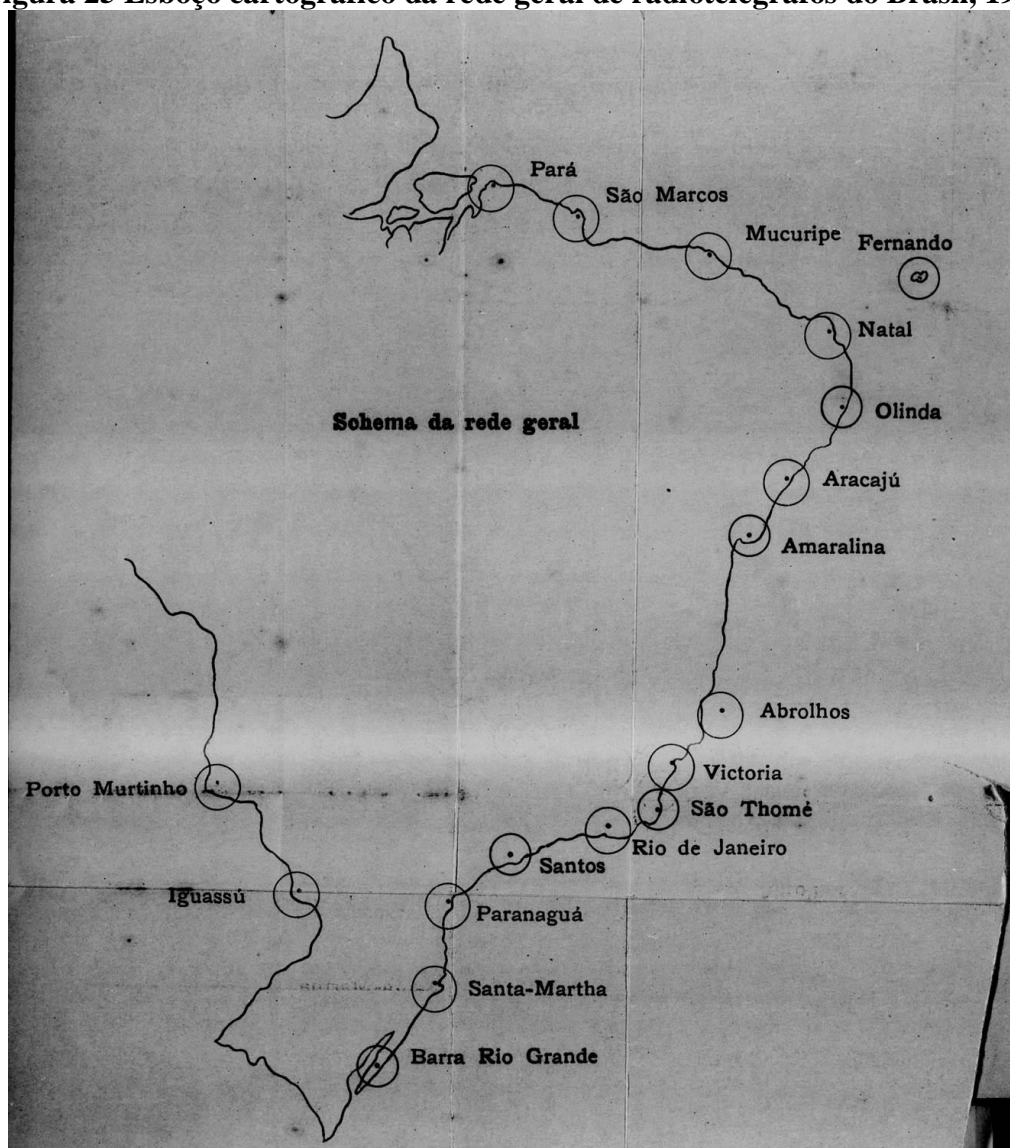 Figura 25 Esboço cartográfico da rede geral de radiotelégrafos do Brasil, 19
Pará
São Marcos
Mucuripe
Fernando
Natal
Schema da rede geral
Olinda
Aracajú
Amaralina
Abrolhos
Victoria
Porto Murtinho
São Thomé
Rio de Janeiro
Santos
Iguassú
Paranaguá
Santa-Martha
Barra Rio Grande